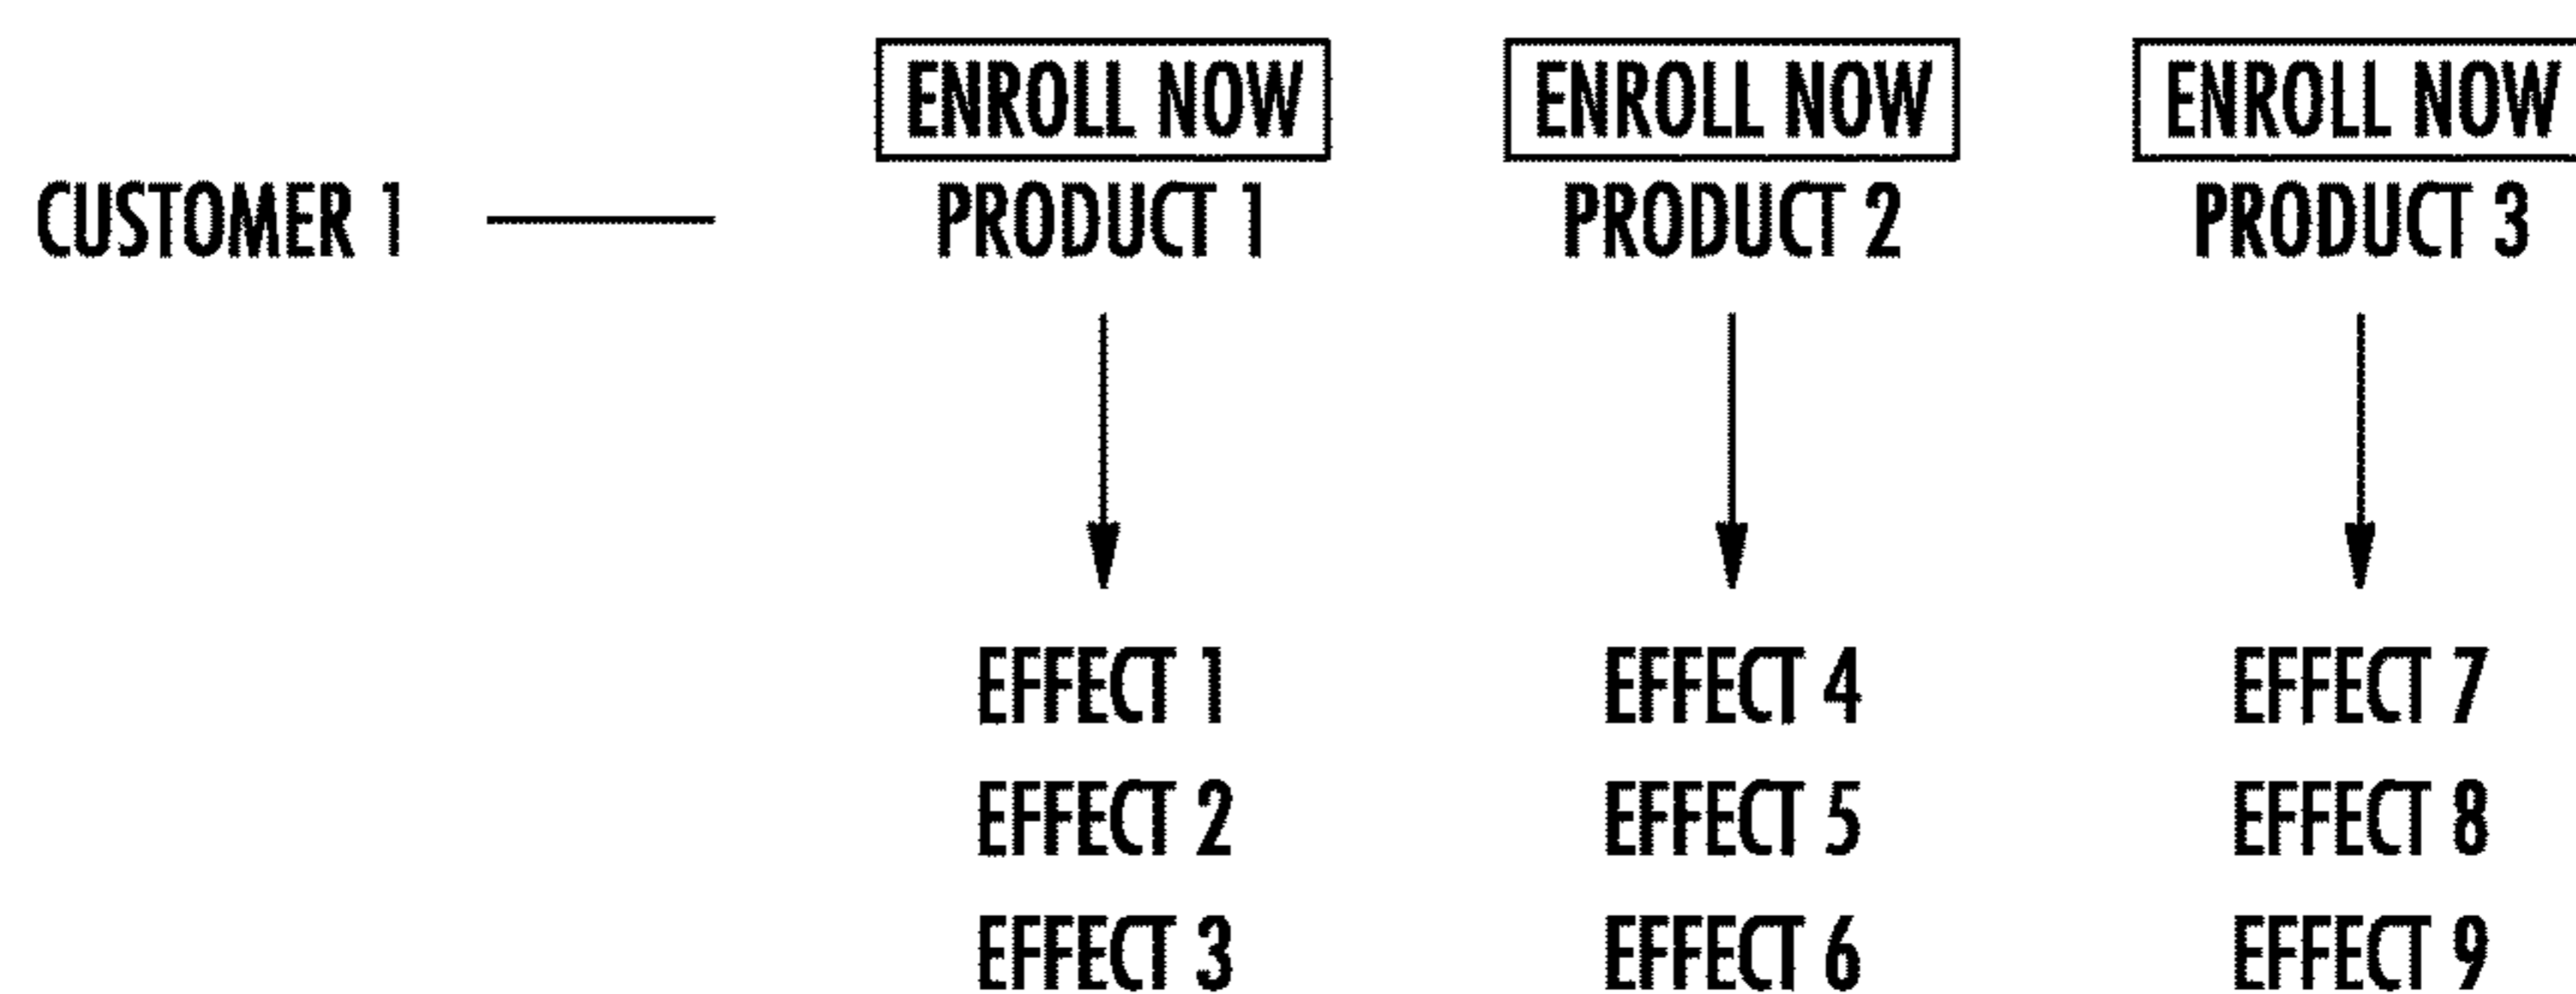 ENROLL NOW ENROLL NOW ENROLL NOW
CUSTOMER 1 PRODUCT 1 PRODUCT 2 PRODUCT 3
EFFECT 1 EFFECT 4 EFFECT 7
EFFECT 2 EFFECT 5 EFFECT 8
EFFECT 3 EFFECT 6 EFFECT 9